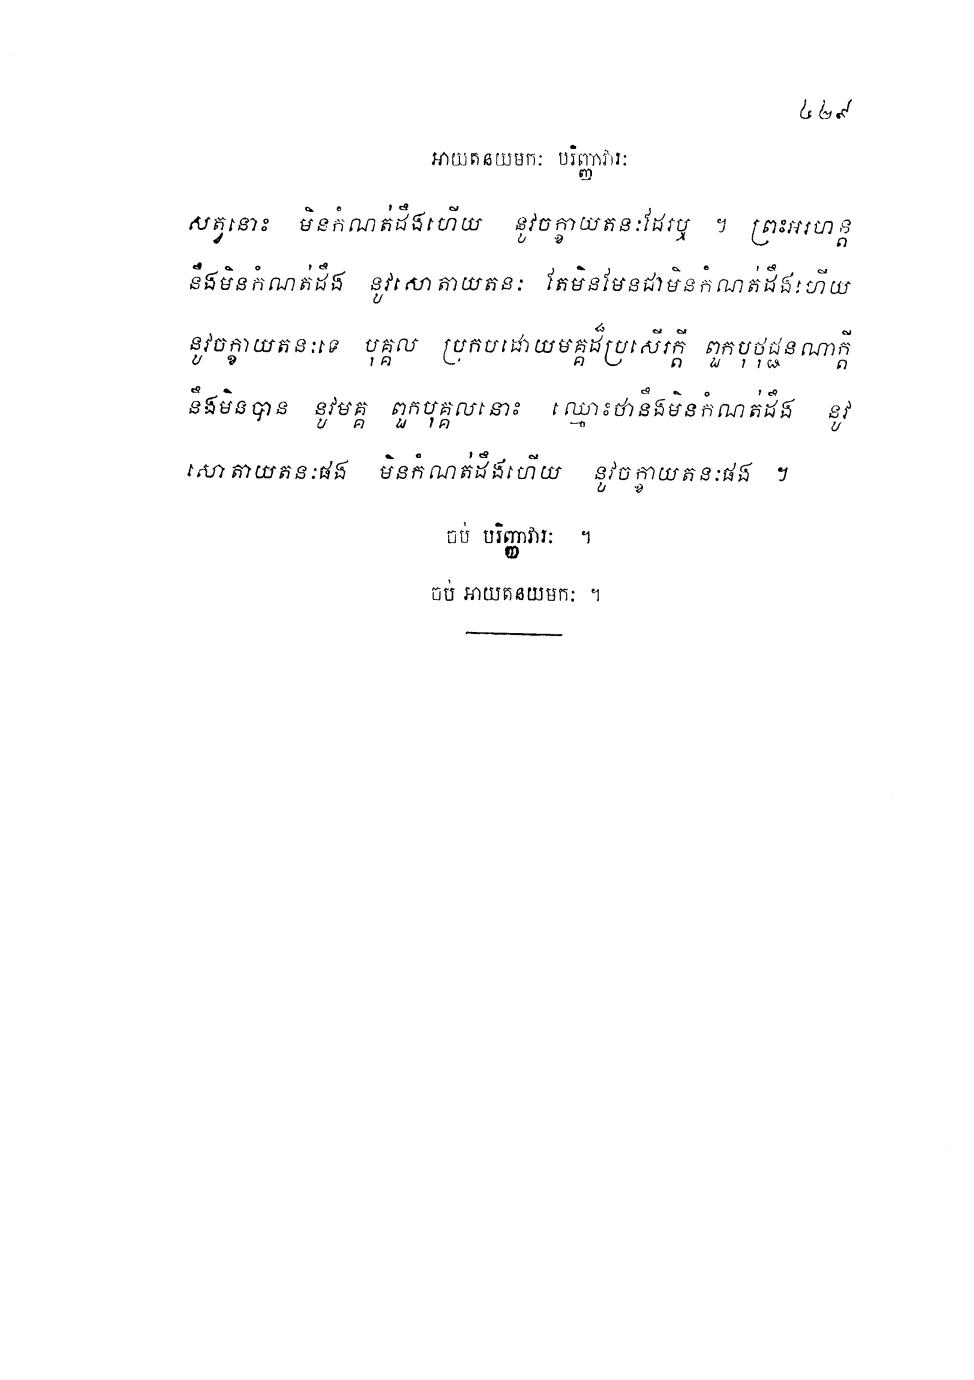 ៤២៩
អាយតនយមកៈ បរិញ្ញាវារៈ
សត្វនោះ មិនកំណត់ដឹងហើយ នូវចក្ខាយតនៈដែរឬ ។ ព្រះអរហន្ត
នឹងមិនកំណត់ដឹង នូវសោតាយតនៈ តែមិនមែនជាមិនកំណត់ដឹងហើយ
នូវចក្ខាយតនៈទេ បុគ្គល ប្រកបដោយមគ្គដ៏ប្រសើរក្តី ពួកបុថុជ្ជនណាក្តី
នឹងមិនបាន នូវមគ្គ ពួកបុគ្គលនោះ ឈ្មោះថានឹងមិនកំណត់ដឹង នូវ
សោតាយតនៈផង មិនកំណត់ដឹងហើយ នូវចក្ខាយតនៈផង ។
ចប់ បរិញ្ញាវារៈ ។
ចប់ អាយតនយមកៈ ។